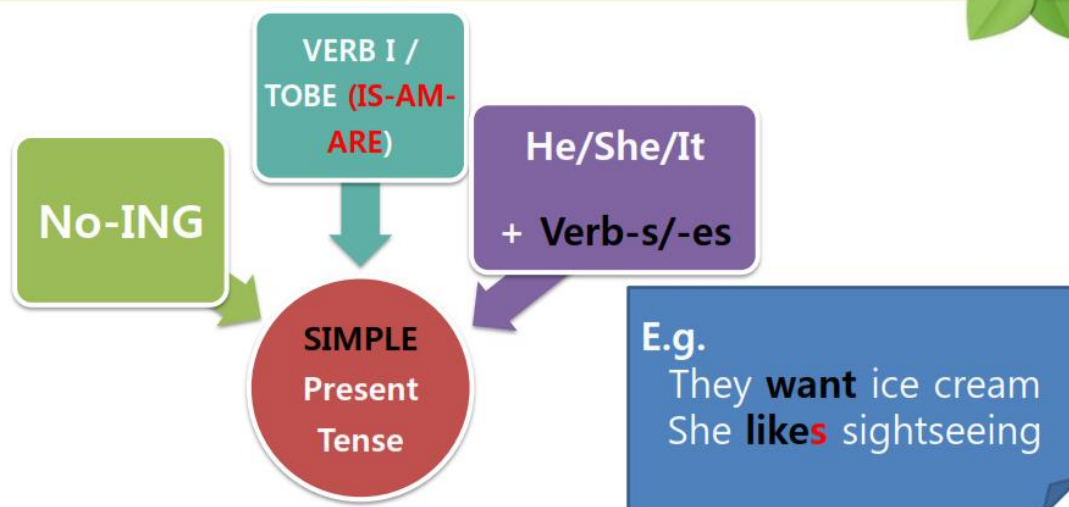 VERB I /
TOBE (IS-AM-
ARE)
No-ING
He/She/It
+ Verb-s/-es
SIMPLE
Present
Tense
E.g.
They want ice cream
She likes sightseeing